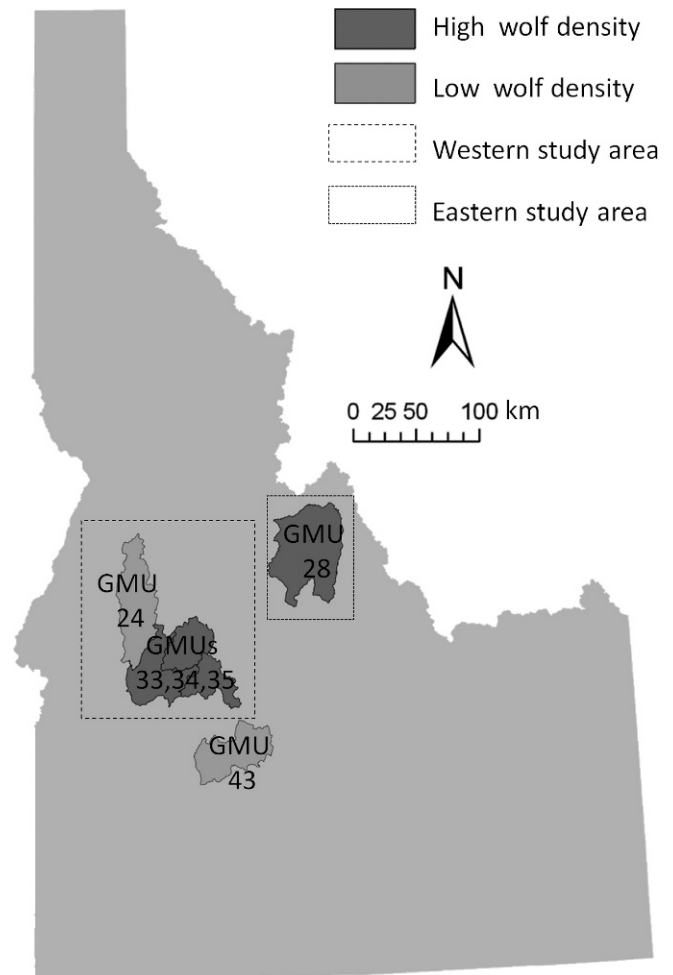 High wolf density
Low wolf density
Western study area
Eastern study area
N
0 25 50 100 km
GMU
28
GMU
24
GMUs
33,34,35
GMU
43